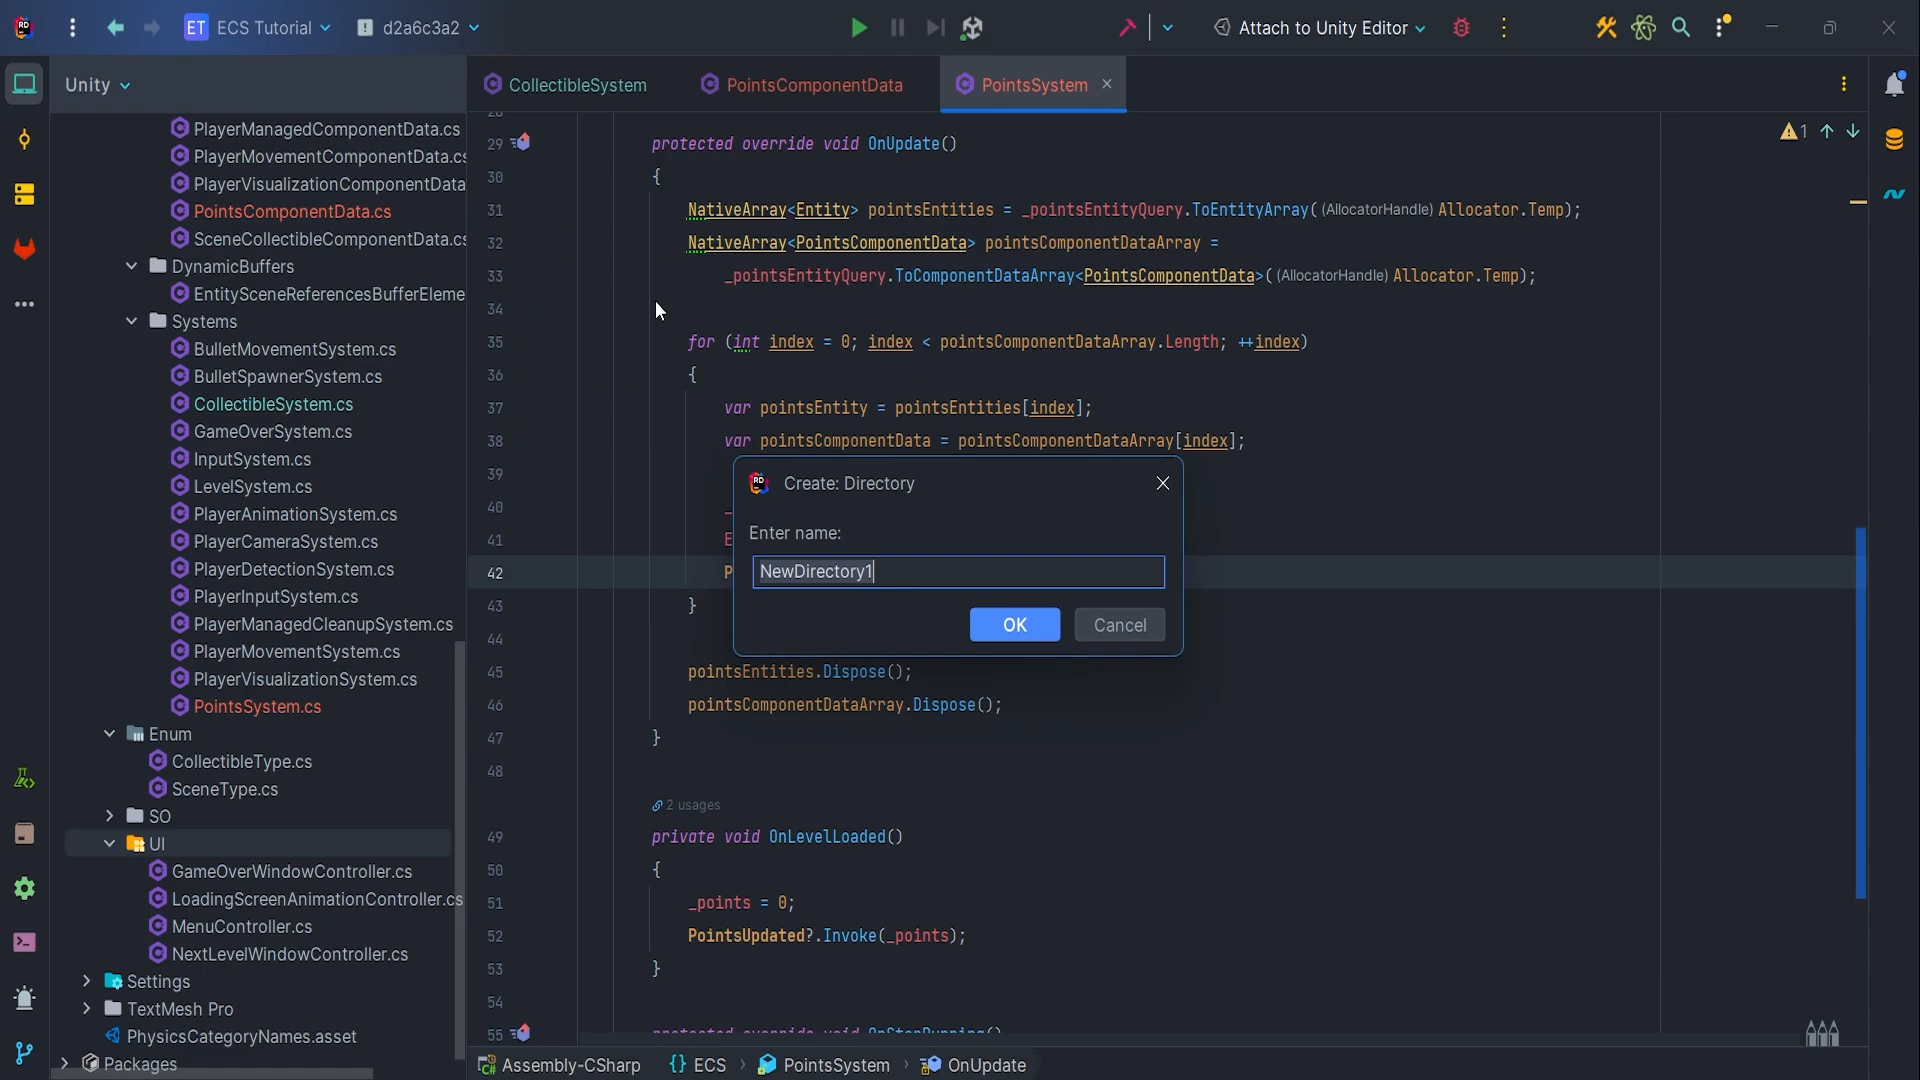 ET ECS Tutorial d2a6c3a2 Attach to Unity Editor
Unity CollectibleSystem PointsComponentData PointsSystem
PlayerManagedComponentData.cs
PlayerMovementComponentData.cs
PlayerVisualizationComponentData
PointsComponentData.cs
SceneCollectibleComponentData.cs
DynamicBuffers
EntitySceneReferencesBufferEleme
Systems
BulletMovementSystem.cs
BulletSpawnerSystem.cs
CollectibleSystem.cs
GameOverSystem.cs
InputSystem.cs
LevelSystem.cs
PlayerAnimationSystem.cs
PlayerCameraSystem.cs
PlayerDetectionSystem.cs
PlayerInputSystem.cs
PlayerManagedCleanupSystem.cs
PlayerMovementSystem.cs
PlayerVisualizationSystem.cs
PointsSystem.cs
Enum
CollectibleType.cs
SceneType.cs
SO
UI
GameOverWindowController.cs
LoadingScreenAnimationController.cs
MenuController.cs
NextLevelWindowController.cs
Settings
TextMesh Pro
PhysicsCategoryNames.asset
Packages
1
29 protected override void OnUpdate()
30 {
31 NativeArray<Entity> pointsEntities = _pointsEntityQuery.ToEntityArray((AllocatorHandle) Allocator.Temp);
32 NativeArray<PointsComponentData> pointsComponentDataArray =
33 _pointsEntityQuery.ToComponentDataArray<PointsComponentData>((AllocatorHandle) Allocator.Temp);
34
35 for (int index = 0; index < pointsComponentDataArray.Length; ++index)
36 {
37 var pointsEntity = pointsEntities[index];
38 var pointsComponentData = pointsComponentDataArray[index];
39
40 _
41 E
42 P
43 }
44
45 pointsEntities.Dispose();
46 pointsComponentDataArray.Dispose();
47 }
48
2 usages
49 private void OnLevelLoaded()
50 {
51 _points = 0;
52 PointsUpdated?.Invoke(_points);
53 }
54
55 protected override void OnStopRunning()
Create: Directory
Enter name:
NewDirectory1
OK Cancel
Assembly-CSharp ECS PointsSystem OnUpdate